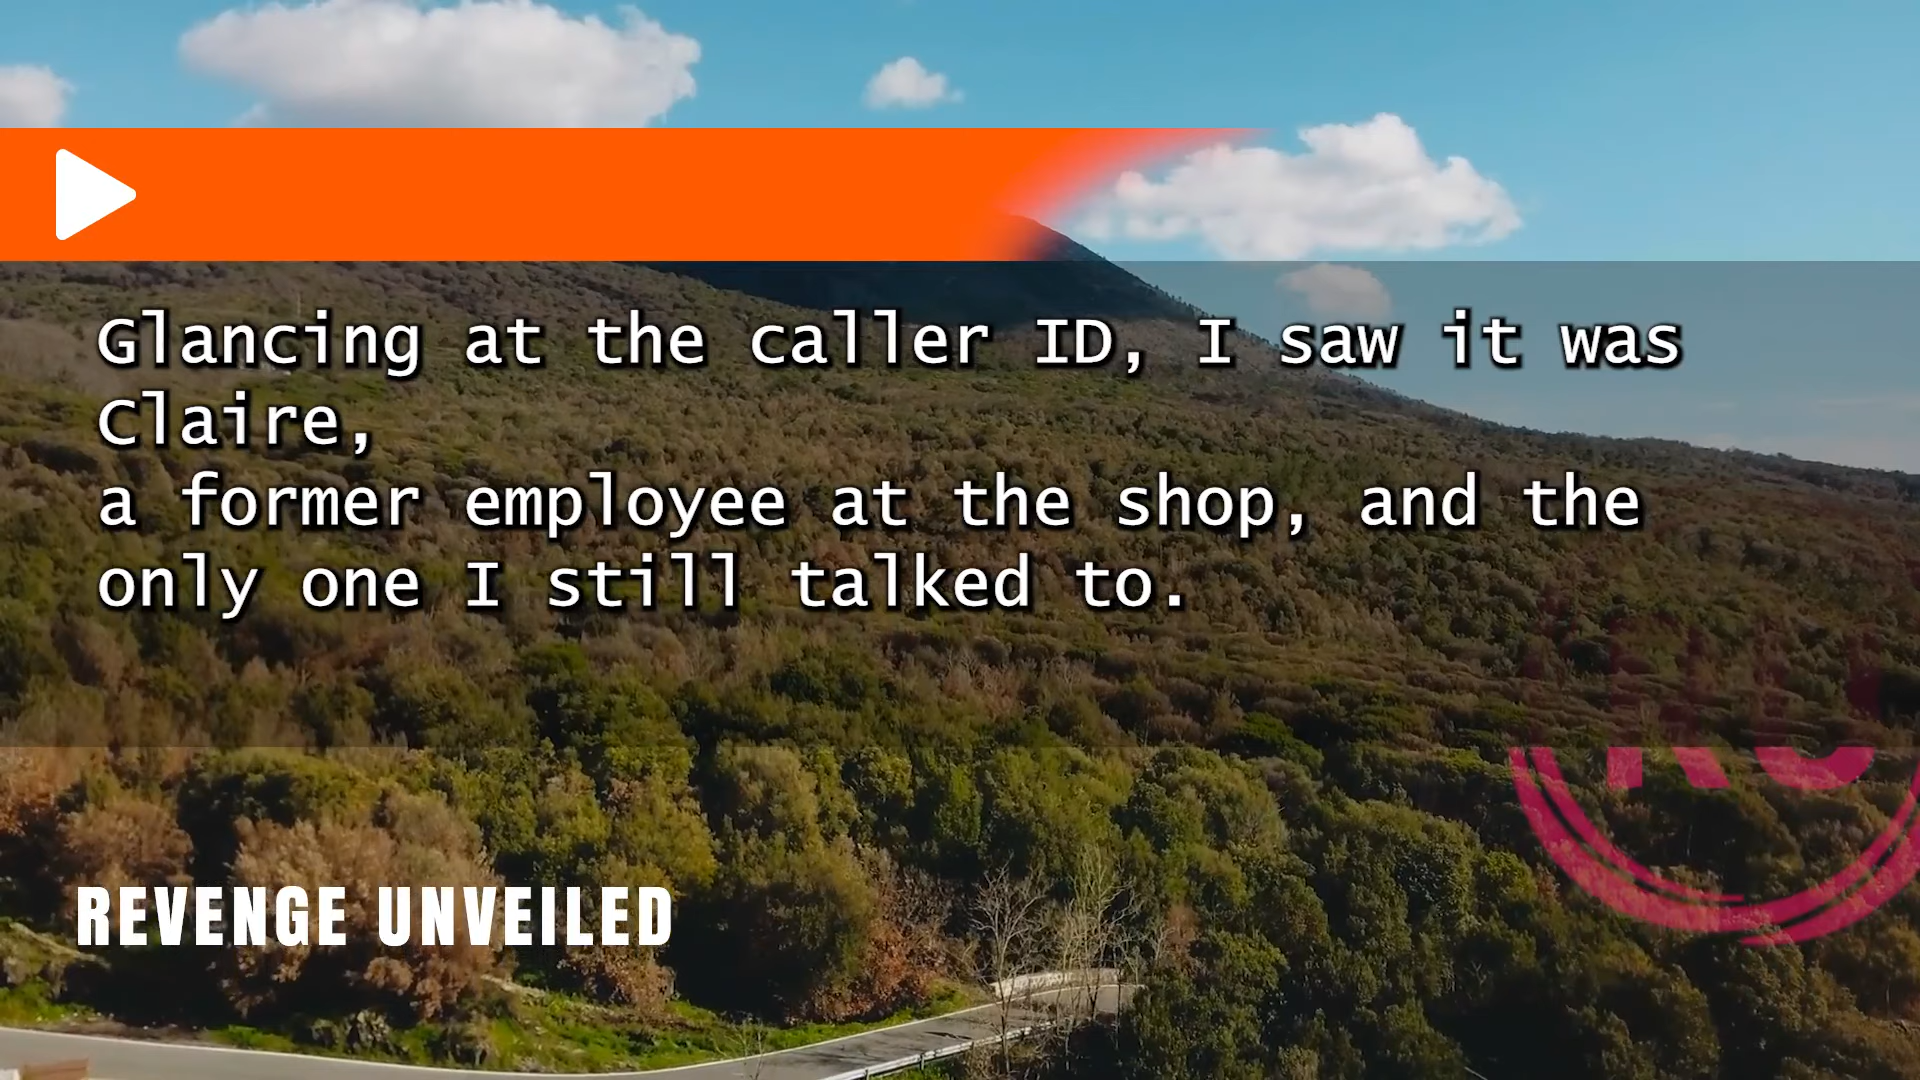 Glancing at the caller ID, I saw it was
Claire,
a former employee at the shop, and the
only one I still talked to.
REVENGE UNVEILED